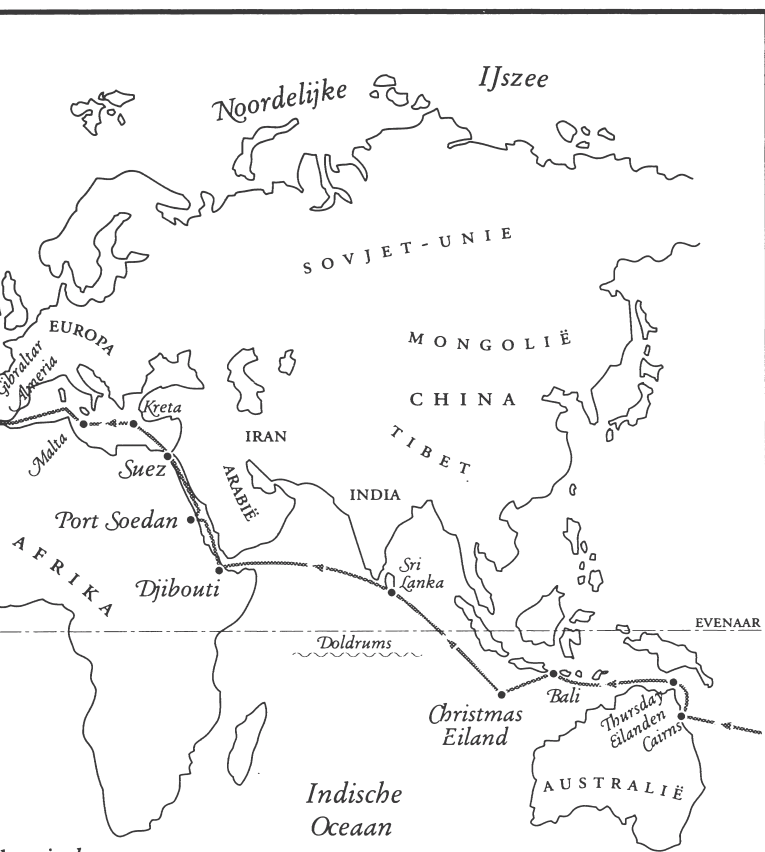 Noordelijke
IJszee
SOVJET-UNIE
EUROPA
MONGOLIË
Gibraltar
Almeria
CHINA
Kreta
IRAN
TIBET
Malta
Suez
ARABIË
INDIA
Port Soedan
AFRIKA
Djibouti
Sri
Lanka
EVENAAR
Doldrums
Bali
Christmas
Eiland
Thursday
Eilanden
Cairns
AUSTRALIË
Indische
Oceaan